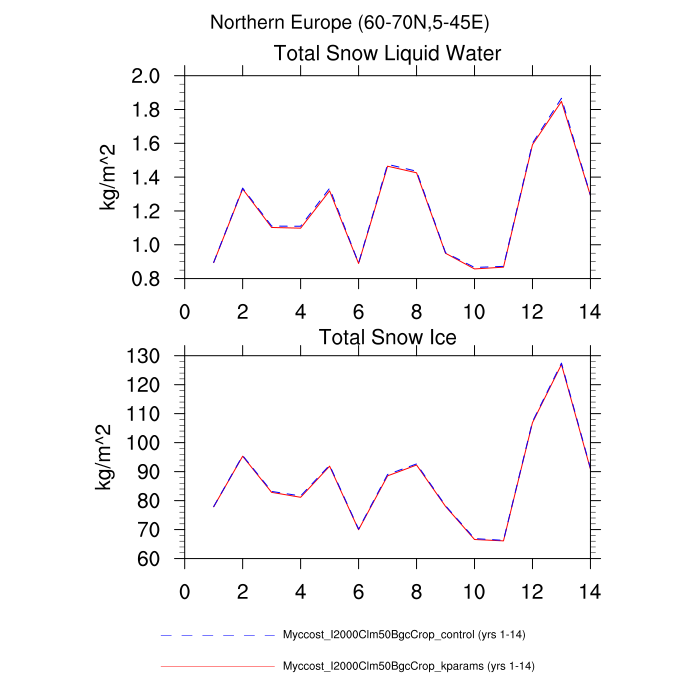 Northern Europe (60-70N,5-45E)
Total Snow Liquid Water
2.0
1.8
1.6
1.4
1.2
1.0
0.8
kg/m^2
0 2 4 6 8 10 12 14
Total Snow Ice
130
120
110
100
90
80
70
60
kg/m^2
0 2 4 6 8 10 12 14
Myccost_I2000Clm50BgcCrop_control (yrs 1-14)
Myccost_I2000Clm50BgcCrop_kparams (yrs 1-14)